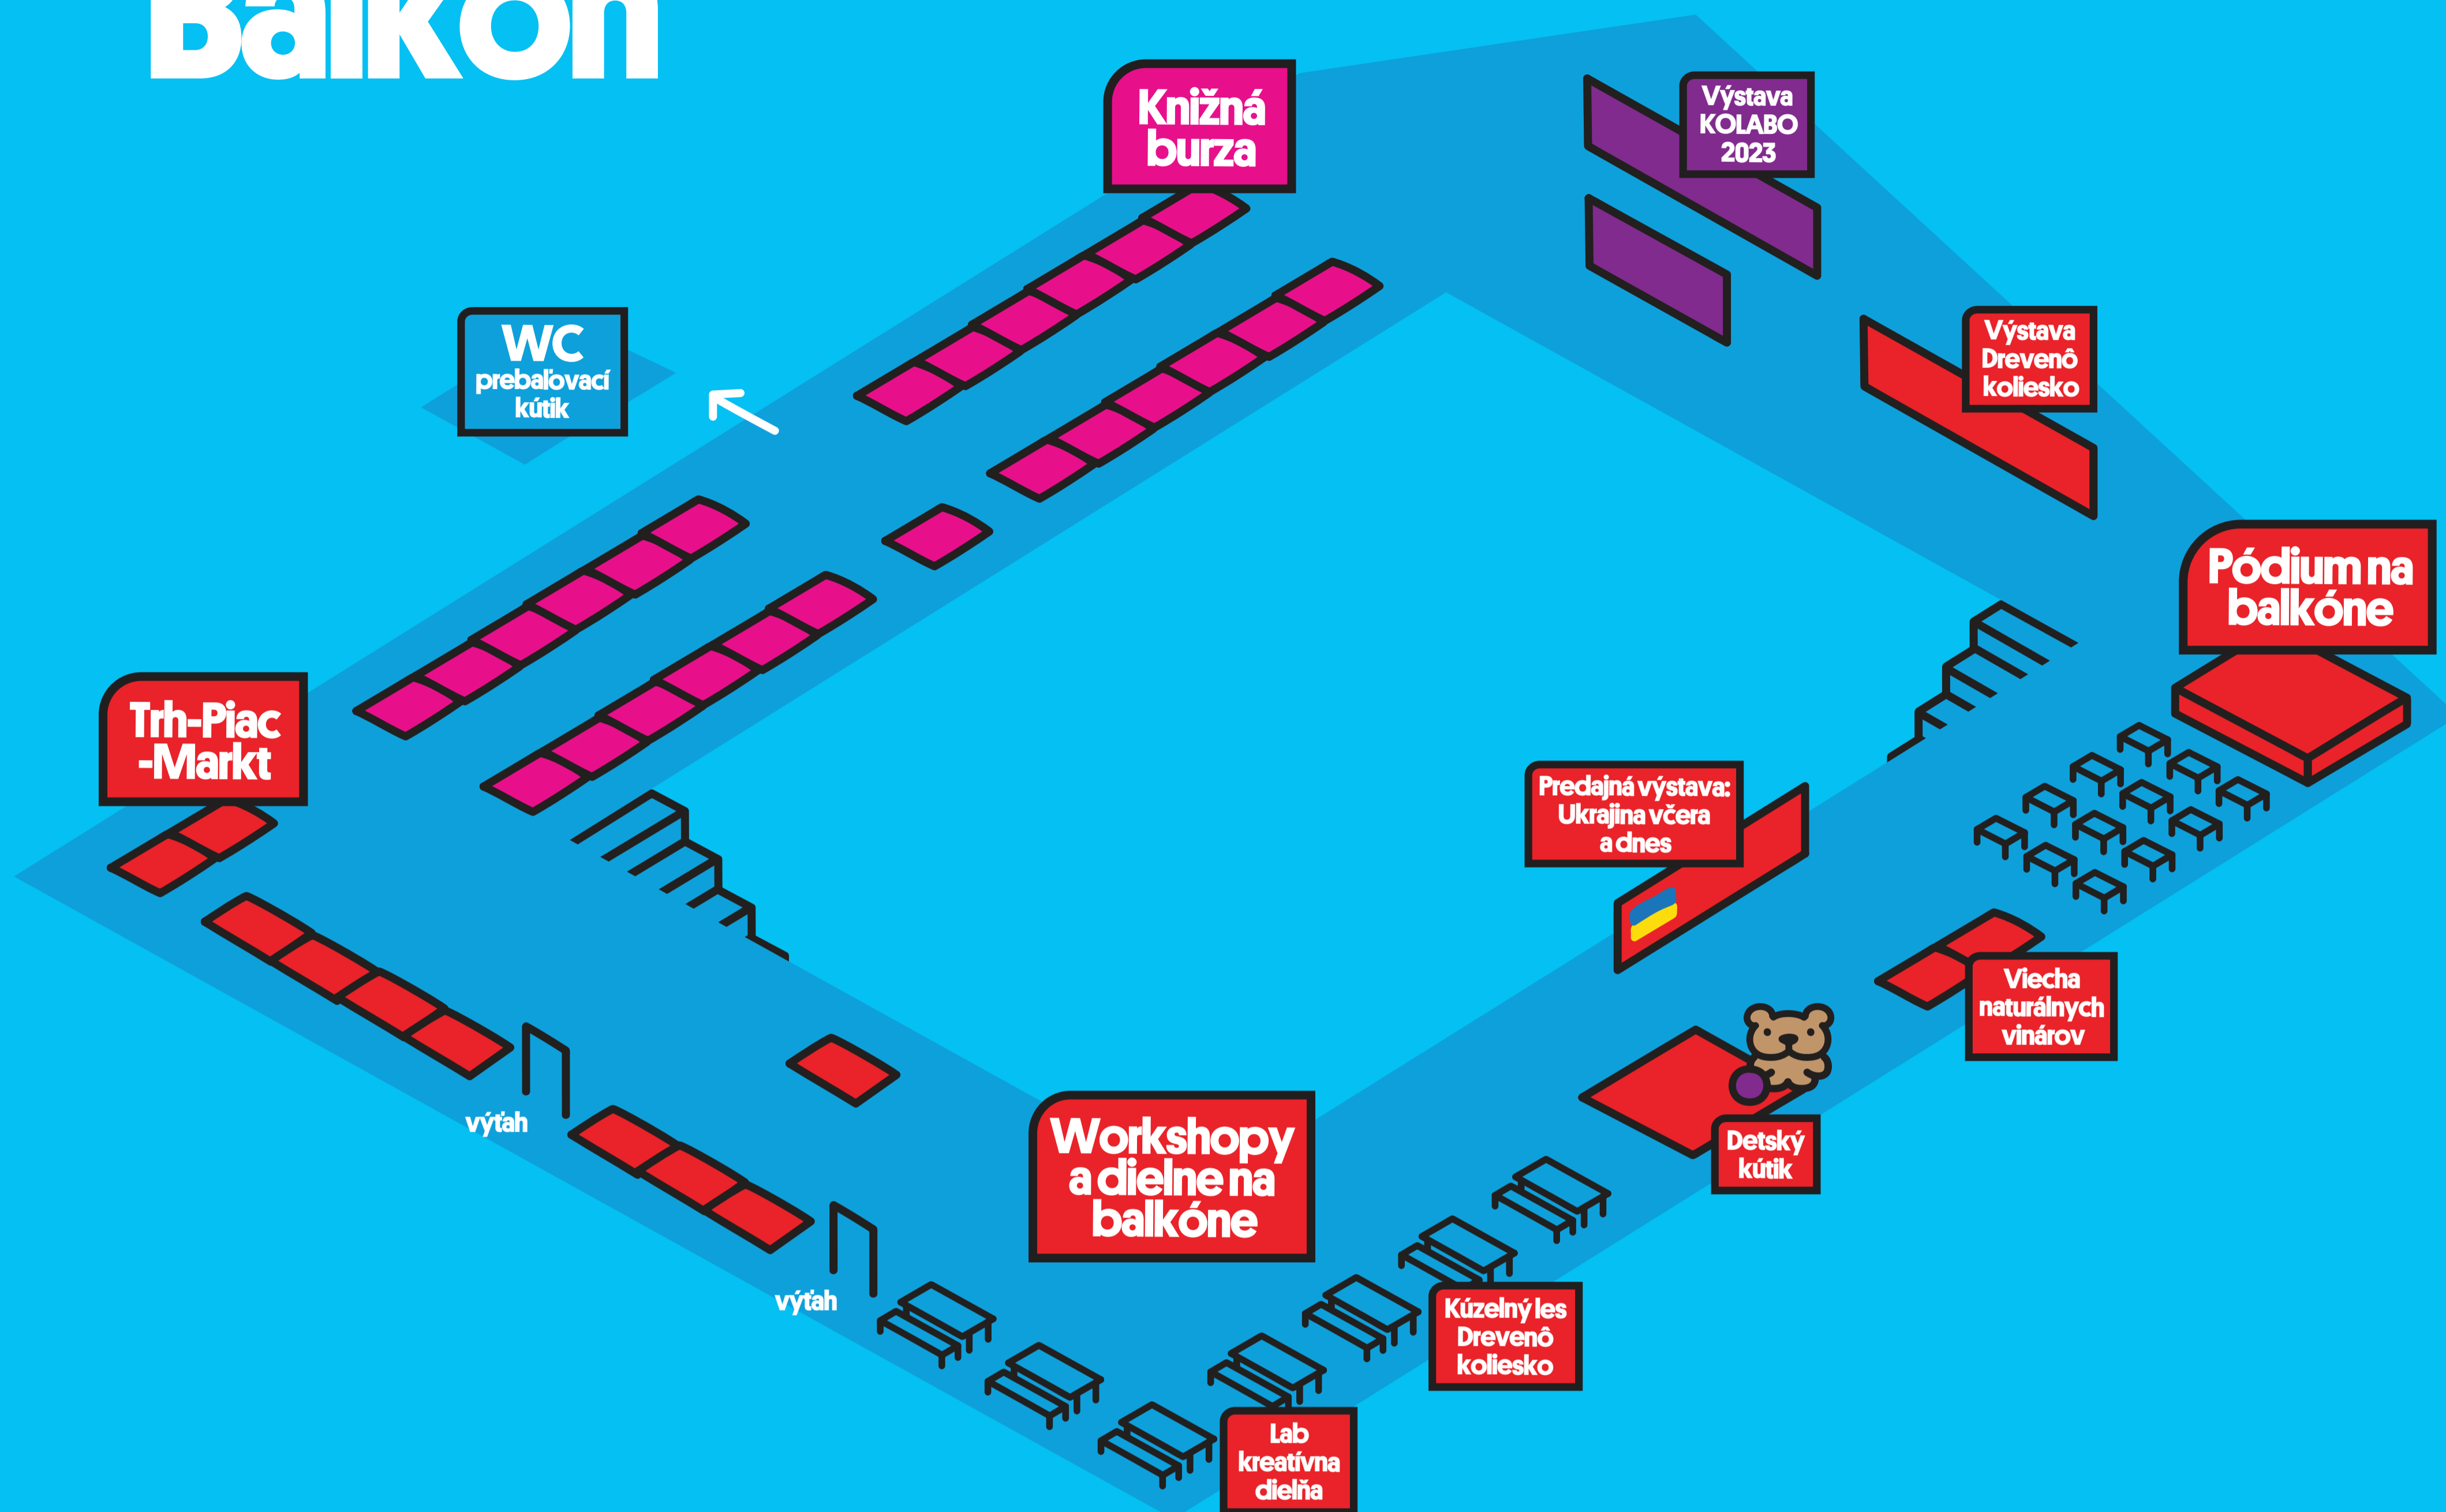 Balkón
Knižná
burza
Výstava
KOLABO
2023
WC
prebaľovací
kútik
Výstava
Drevenô
koliesko
Pódium na
balkóne
Trh-Piac
-Markt
Predajná výstava:
Ukrajina včera
a dnes
Viecha
naturálnych
vinárov
výťah
Workshopy
a dielne na
balkóne
Detský
kútik
výťah
Kúzelný les
Drevenô
koliesko
Lab
kreatívna
dielňa